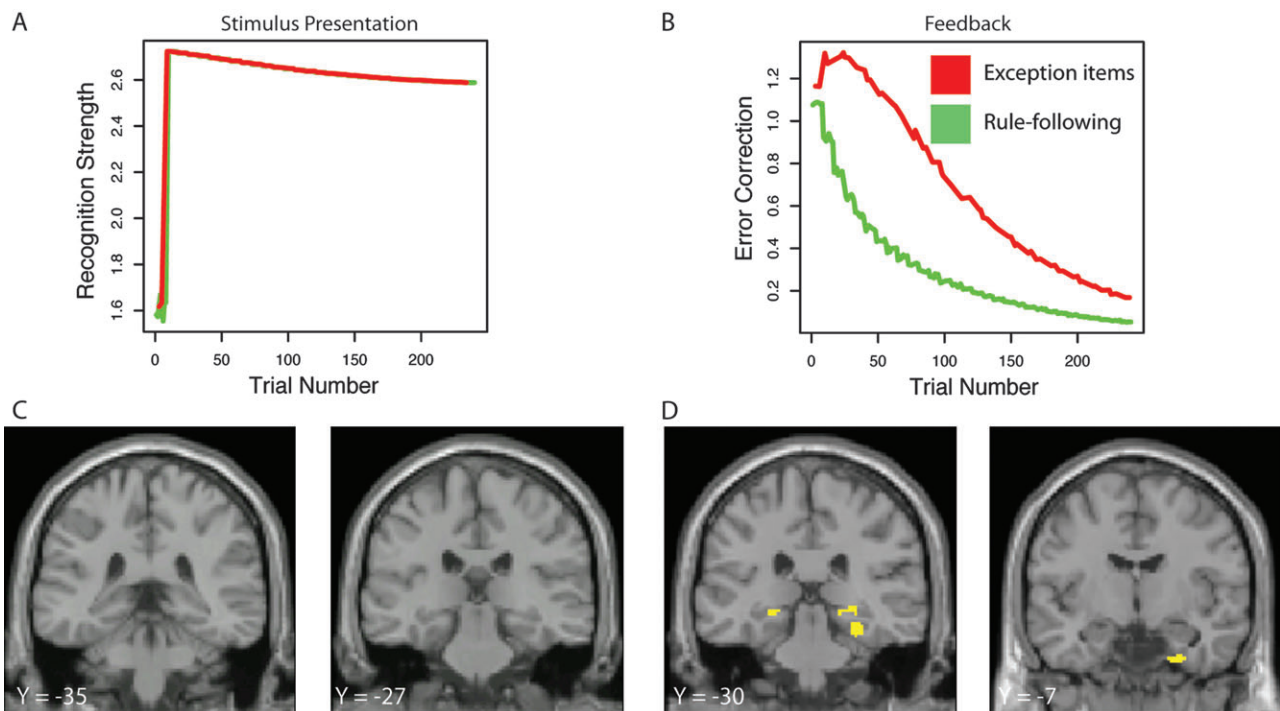 A
Stimulus Presentation
Recognition Strength
1.6
1.8
2.0
2.2
2.4
2.6
0
50
100
150
200
Trial Number
B
Feedback
Error Correction
0.2
0.4
0.6
0.8
1.0
1.2
Exception items
Rule-following
0
50
100
150
200
Trial Number
C
Y = -35
Y = -27
D
Y = -30
Y = -7